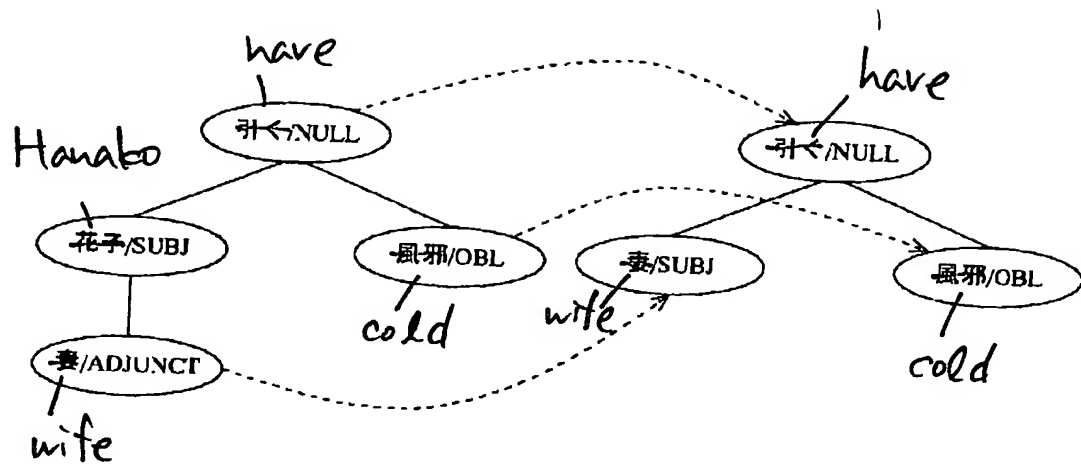 have
have
引く/NULL
引く/NULL
Hanako
花子/SUBJ
風邪/OBL
妻/SUBJ
風邪/OBL
cold
wife
cold
妻/ADJUNCT
wife